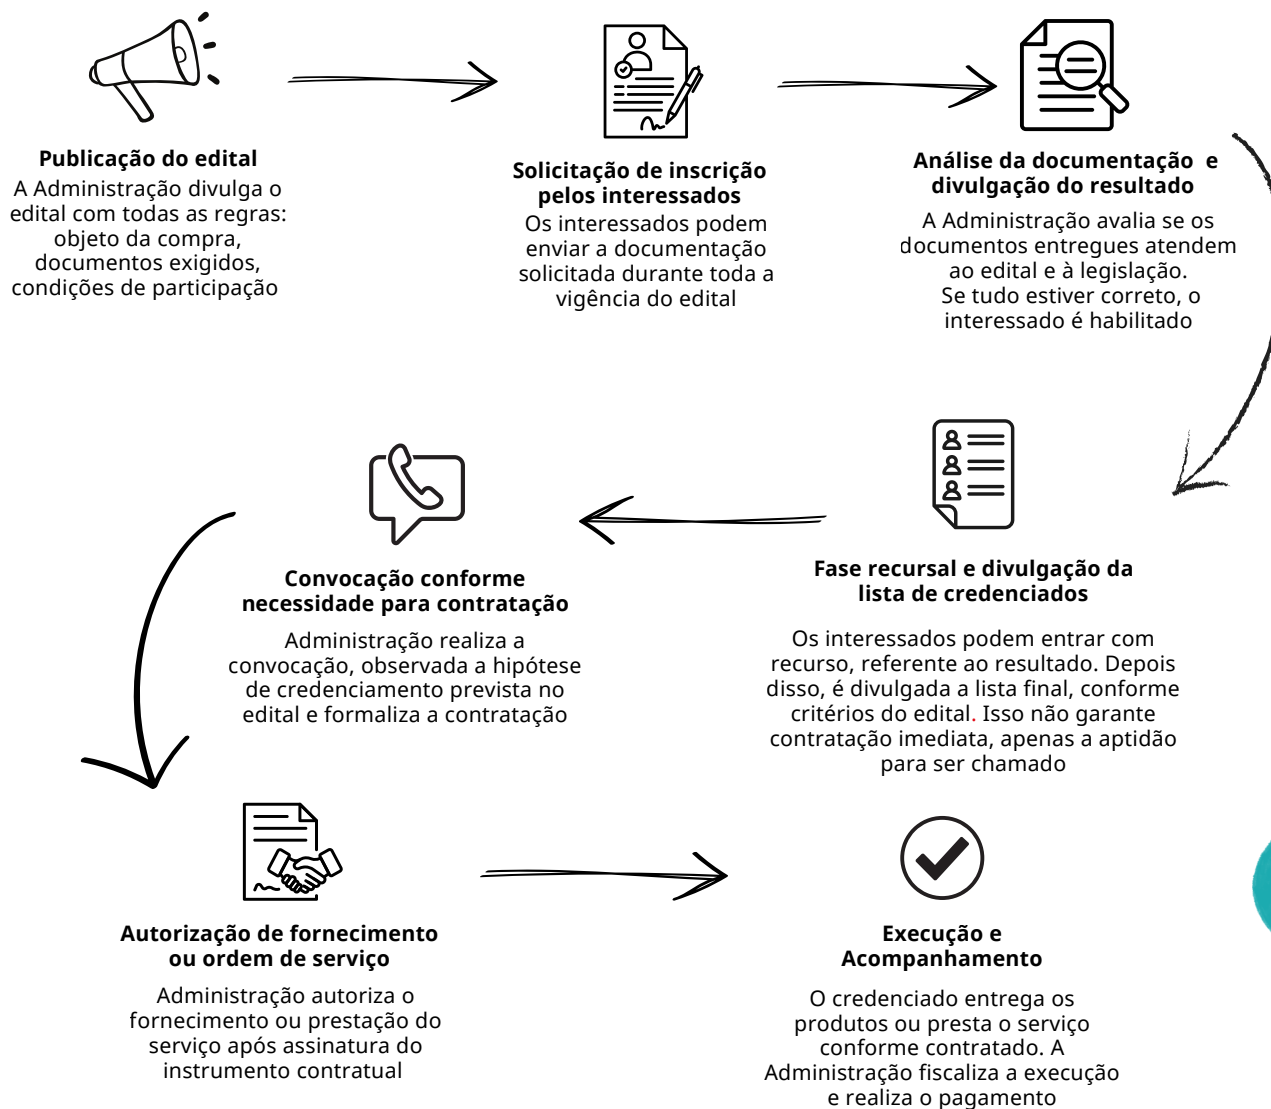 Publicação do edital
A Administração divulga o
edital com todas as regras:
objeto da compra,
documentos exigidos,
condições de participação
Solicitação de inscrição
pelos interessados
Os interessados podem
enviar a documentação
solicitada durante toda a
vigência do edital
Análise da documentação  e
divulgação do resultado
A Administração avalia se os
documentos entregues atendem
ao edital e à legislação.
Se tudo estiver correto, o
interessado é habilitado
Fase recursal e divulgação da
lista de credenciados
Os interessados podem entrar com
recurso, referente ao resultado. Depois
disso, é divulgada a lista final, conforme
critérios do edital. Isso não garante
contratação imediata, apenas a aptidão
para ser chamado
Convocação conforme
necessidade para contratação
Administração realiza a
convocação, observada a hipótese
de credenciamento prevista no
edital e formaliza a contratação
Autorização de fornecimento
ou ordem de serviço
Administração autoriza o
fornecimento ou prestação do
serviço após assinatura do
instrumento contratual
Execução e
Acompanhamento
O credenciado entrega os
produtos ou presta o serviço
conforme contratado. A
Administração fiscaliza a execução
e realiza o pagamento